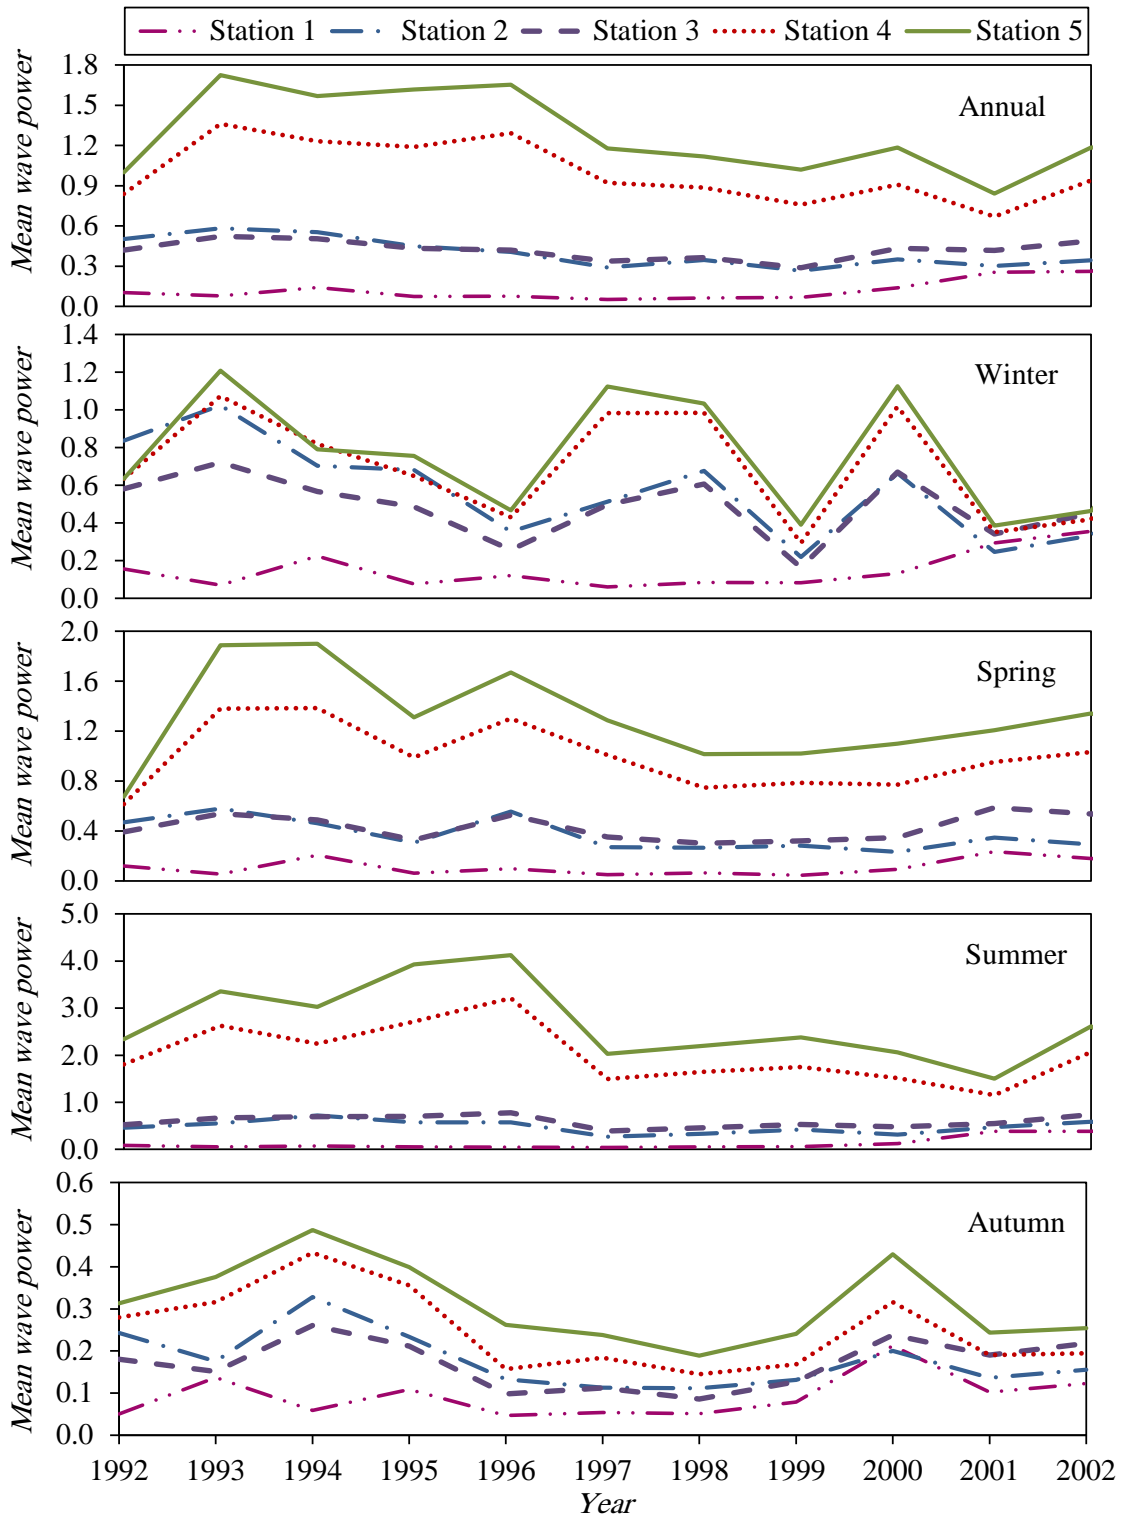 Station 1 Station 2 Station 3 Station 4 Station 5
Mean wave power
1.8
1.5
1.2
0.9
0.6
0.3
0.0
Annual
Mean wave power
1.4
1.2
1.0
0.8
0.6
0.4
0.2
0.0
Winter
Mean wave power
2.0
1.6
1.2
0.8
0.4
0.0
Spring
Mean wave power
5.0
4.0
3.0
2.0
1.0
0.0
Summer
Mean wave power
0.6
0.5
0.4
0.3
0.2
0.1
0.0
Autumn
1992 1993 1994 1995 1996 1997 1998 1999 2000 2001 2002
Year